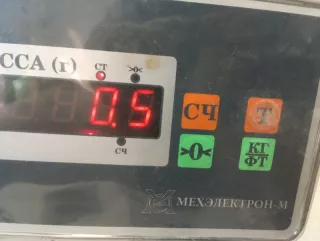 ССА (г)
СТ >0<
0.5
СЧ
СЧ Т
>0< КГ
ФТ
МЕХЭЛЕКТРОН-М